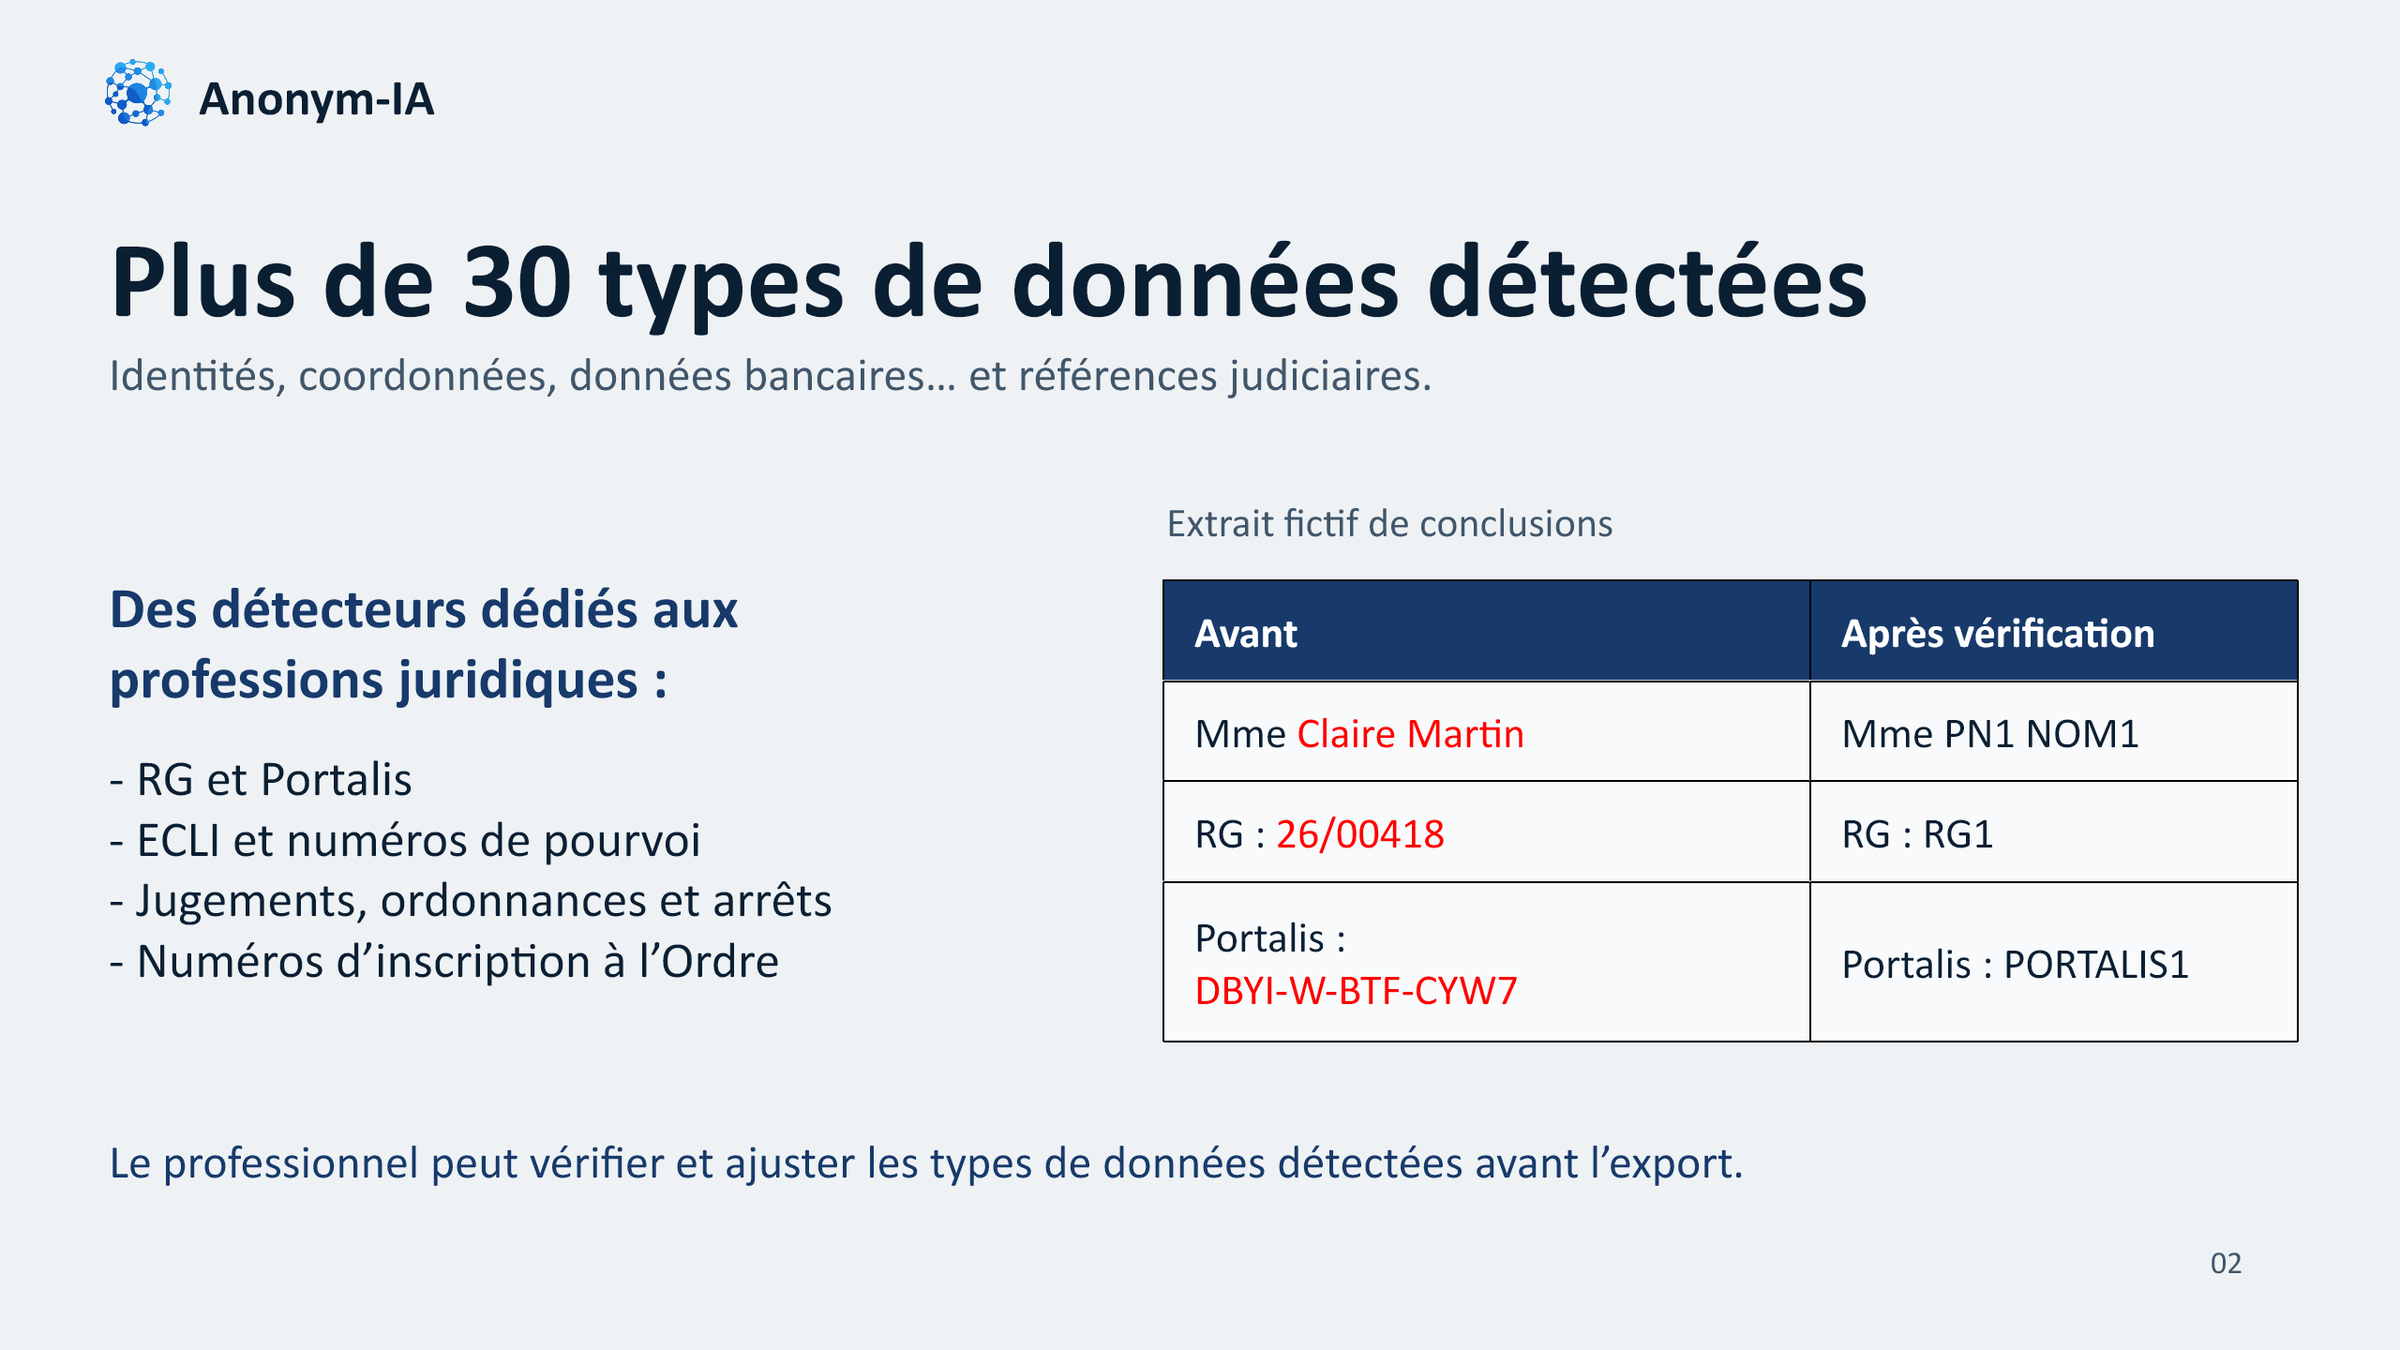 Anonym-IA
Plus de 30 types de données détectées
Identités, coordonnées, données bancaires… et références judiciaires.
Des détecteurs dédiés aux
professions juridiques :
- RG et Portalis
- ECLI et numéros de pourvoi
- Jugements, ordonnances et arrêts
- Numéros d’inscription à l’Ordre
Extrait fictif de conclusions
Avant
Après vérification
Mme Claire Martin
Mme PN1 NOM1
RG : 26/00418
RG : RG1
Portalis :
DBYI-W-BTF-CYW7
Portalis : PORTALIS1
Le professionnel peut vérifier et ajuster les types de données détectées avant l’export.
02